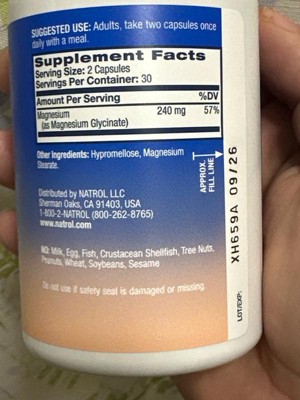 SUGGESTED USE: Adults, take two capsules once
daily with a meal.
Supplement Facts
Serving Size: 2 Capsules
Servings Per Container: 30
Amount Per Serving %DV
Magnesium 240 mg 57%
(as Magnesium Glycinate)
Other Ingredients: Hypromellose, Magnesium
Stearate.
APPROX.
FILL LINE
Distributed by NATROL LLC
Sherman Oaks, CA 91403, USA
1-800-2-NATROL (800-262-8765)
www.natrol.com
NO: Milk, Egg, Fish, Crustacean Shellfish, Tree Nuts,
Peanuts, Wheat, Soybeans, Sesame
Do not use if safety seal is damaged or missing.
LOT/EXP:
XH659A 09/26